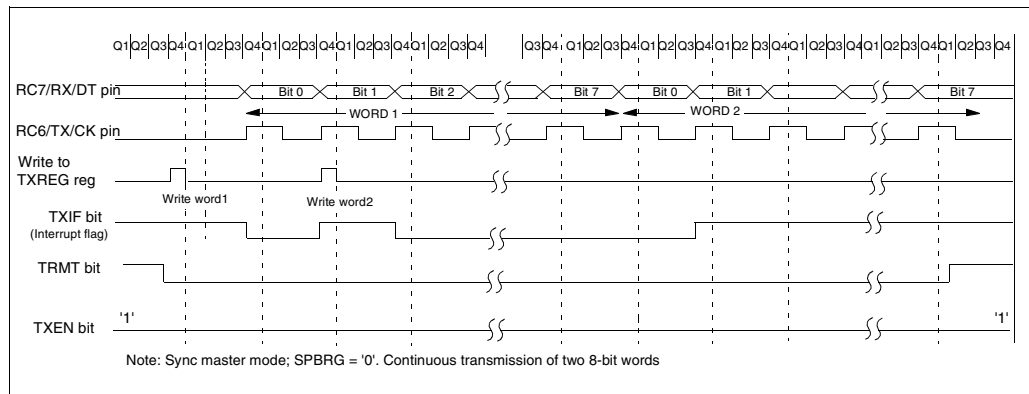 Q1 Q2 Q3 Q4 Q1 Q2 Q3 Q4 Q1 Q2 Q3 Q4 Q1 Q2 Q3 Q4 Q1 Q2 Q3 Q4 Q3 Q4 Q1 Q2 Q3 Q4 Q1 Q2 Q3 Q4 Q1 Q2 Q3 Q4 Q1 Q2 Q3 Q4 Q1 Q2 Q3 Q4 Q1 Q2 Q3 Q4
RC7/RX/DT pin Bit 0 Bit 1 Bit 2 Bit 7 Bit 0 Bit 1 Bit 7
WORD 1 WORD 2
RC6/TX/CK pin
Write to
TXREG reg
Write word1 Write word2
TXIF bit
(Interrupt flag)
TRMT bit
'1' '1'
TXEN bit
Note: Sync master mode; SPBRG = '0'. Continuous transmission of two 8-bit words